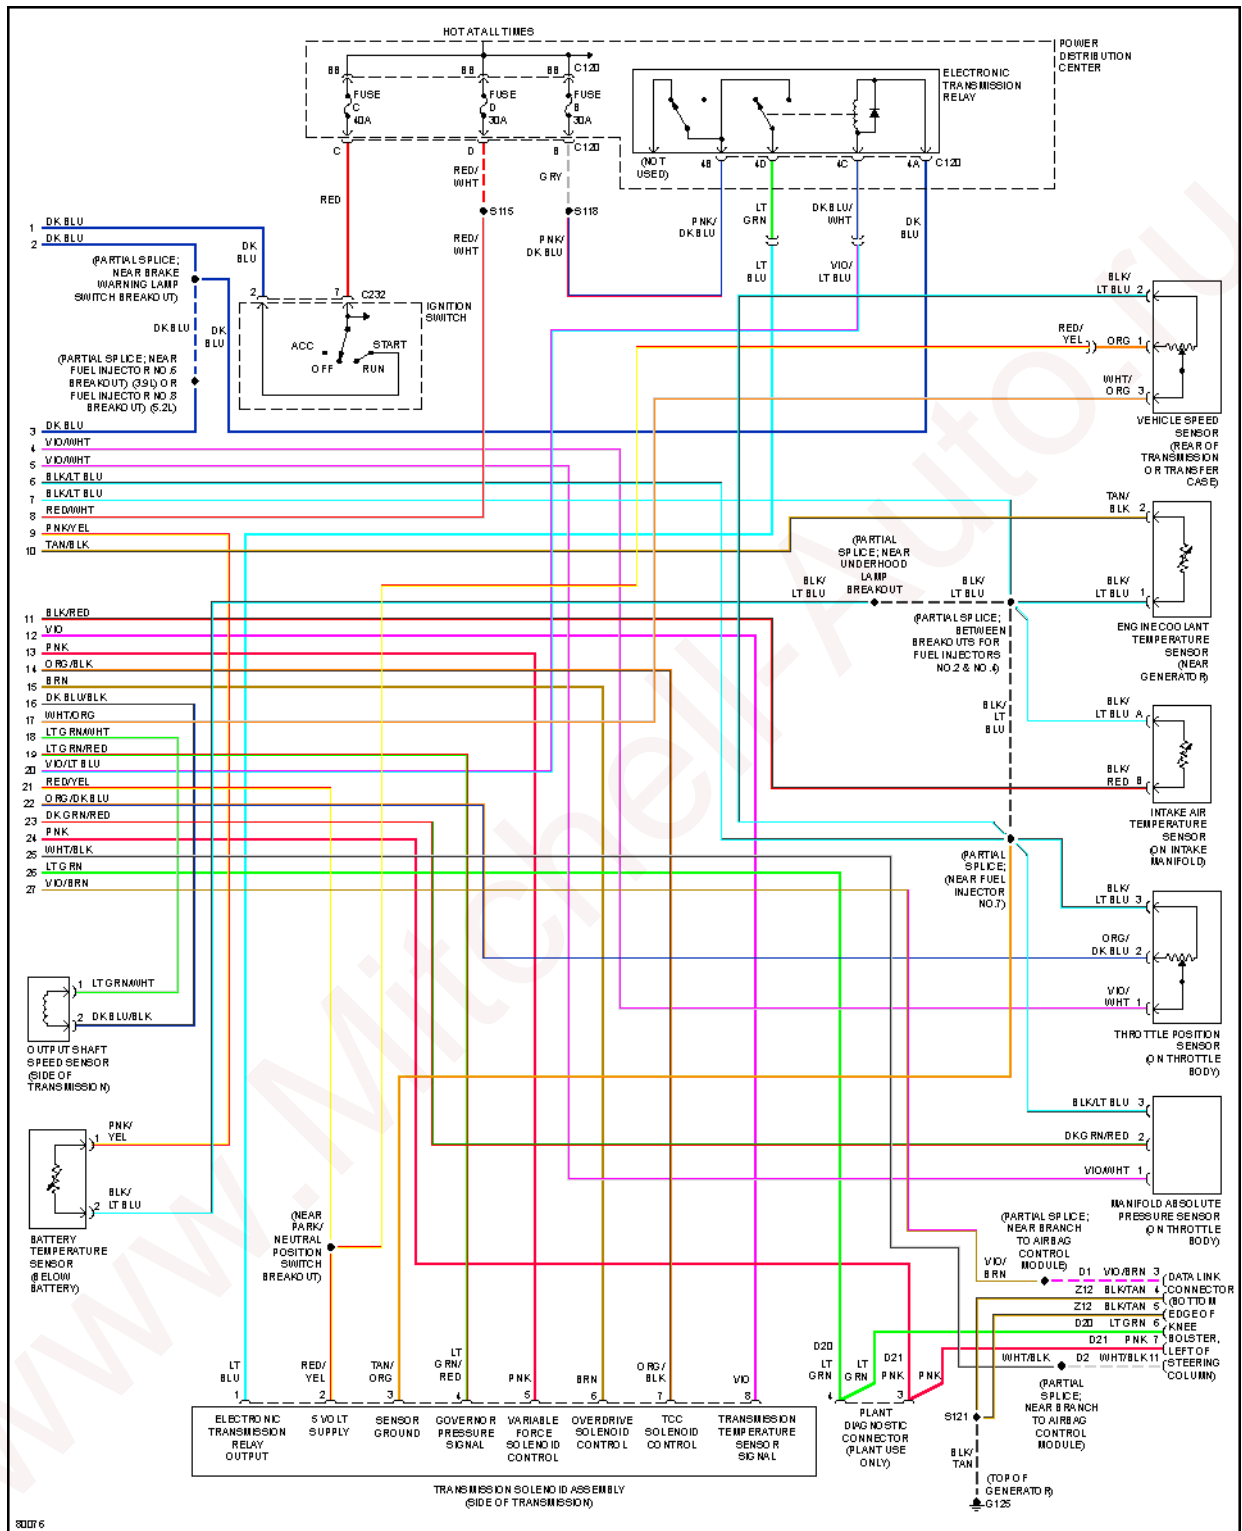 HOT AT ALL TIMES
POWER
DISTRIBUTION
CENTER
B8 B8 B8 C120
FUSE
C
40A
FUSE
D
30A
FUSE
B
30A
ELECTRONIC
TRANSMISSION
RELAY
C D B C120
(NOT
USED)
4B 4D 4C 4A C120
RED
RED/
WHT
GRY
S115
S118
RED/
WHT
PNK/
DK BLU
PNK/
DK BLU
LT
GRN
DK BLU/
WHT
DK
BLU
LT
BLU
VIO/
LT BLU
1 DK BLU
2 DK BLU
(PARTIAL SPLICE;
NEAR BRAKE
WARNING LAMP
SWITCH BREAKOUT)
DK
BLU
2 7 C232
IGNITION
SWITCH
ACC
OFF
RUN
START
DK BLU
DK
BLU
(PARTIAL SPLICE; NEAR
FUEL INJECTOR NO.6
BREAKOUT) (3.9L) OR
FUEL INJECTOR NO.8
BREAKOUT) (5.2L)
3 DK BLU
4 VIO/WHT
5 VIO/WHT
6 BLK/LT BLU
7 BLK/LT BLU
8 RED/WHT
9 PNK/YEL
10 TAN/BLK
11 BLK/RED
12 VIO
13 PNK
14 ORG/BLK
15 BRN
16 DK BLU/BLK
17 WHT/ORG
18 LT GRN/WHT
19 LT GRN/RED
20 VIO/LT BLU
21 RED/YEL
22 ORG/DK BLU
23 DK GRN/RED
24 PNK
25 WHT/BLK
26 LT GRN
27 VIO/BRN
BLK/
LT BLU 2
RED/
YEL
ORG 1
WHT/
ORG 3
VEHICLE SPEED
SENSOR
(REAR OF
TRANSMISSION
OR TRANSFER
CASE)
TAN/
BLK 2
BLK/
LT BLU 1
ENGINE COOLANT
TEMPERATURE
SENSOR
(NEAR
GENERATOR)
(PARTIAL
SPLICE; NEAR
UNDERHOOD
LAMP
BREAKOUT
BLK/
LT BLU
BLK/
LT BLU
(PARTIAL SPLICE;
BETWEEN
BREAKOUTS FOR
FUEL INJECTORS
NO.2 & NO.4)
BLK/
LT
BLU
BLK/
LT BLU A
BLK/
RED B
INTAKE AIR
TEMPERATURE
SENSOR
(ON INTAKE
MANIFOLD)
(PARTIAL
SPLICE;
(NEAR FUEL
INJECTOR
NO.7)
BLK/
LT BLU 3
ORG/
DK BLU 2
VIO/
WHT 1
THROTTLE POSITION
SENSOR
(ON THROTTLE
BODY)
BLK/LT BLU 3
DK GRN/RED 2
VIO/WHT 1
MANIFOLD ABSOLUTE
PRESSURE SENSOR
(ON THROTTLE
BODY)
1 LT GRN/WHT
2 DK BLU/BLK
OUTPUT SHAFT
SPEED SENSOR
(SIDE OF
TRANSMISSION)
PNK/
1 YEL
BLK/
2 LT BLU
BATTERY
TEMPERATURE
SENSOR
(BELOW
BATTERY)
(NEAR
PARK/
NEUTRAL
POSITION
SWITCH
BREAKOUT)
(PARTIAL SPLICE;
NEAR BRANCH
TO AIRBAG
CONTROL
MODULE)
VIO/
BRN
D1 VIO/BRN 3
Z12 BLK/TAN 4
Z12 BLK/TAN 5
D20 LT GRN 6
D21 PNK 7
WHT/BLK D2 WHT/BLK 11
DATA LINK
CONNECTOR
(BOTTOM
EDGE OF
KNEE
BOLSTER,
LEFT OF
STEERING
COLUMN)
(PARTIAL
SPLICE;
NEAR BRANCH
TO AIRBAG
CONTROL
MODULE)
LT
BLU
1
RED/
YEL
2
TAN/
ORG
3
LT
GRN/
RED
4
PNK
5
BRN
6
ORG/
BLK
7
VIO
8
D20
LT
GRN
4
LT
GRN
D21
PNK
3
PNK
ELECTRONIC
TRANSMISSION
RELAY
OUTPUT
5 VOLT
SUPPLY
SENSOR
GROUND
GOVERNOR
PRESSURE
SIGNAL
VARIABLE
FORCE
SOLENOID
CONTROL
OVERDRIVE
SOLENOID
CONTROL
TCC
SOLENOID
CONTROL
TRANSMISSION
TEMPERATURE
SENSOR
SIGNAL
TRANSMISSION SOLENOID ASSEMBLY
(SIDE OF TRANSMISSION)
PLANT
DIAGNOSTIC
CONNECTOR
(PLANT USE
ONLY)
S121
BLK/
TAN
(TOP OF
GENERATOR)
G125
80076
www.Mitchell-Auto.ru